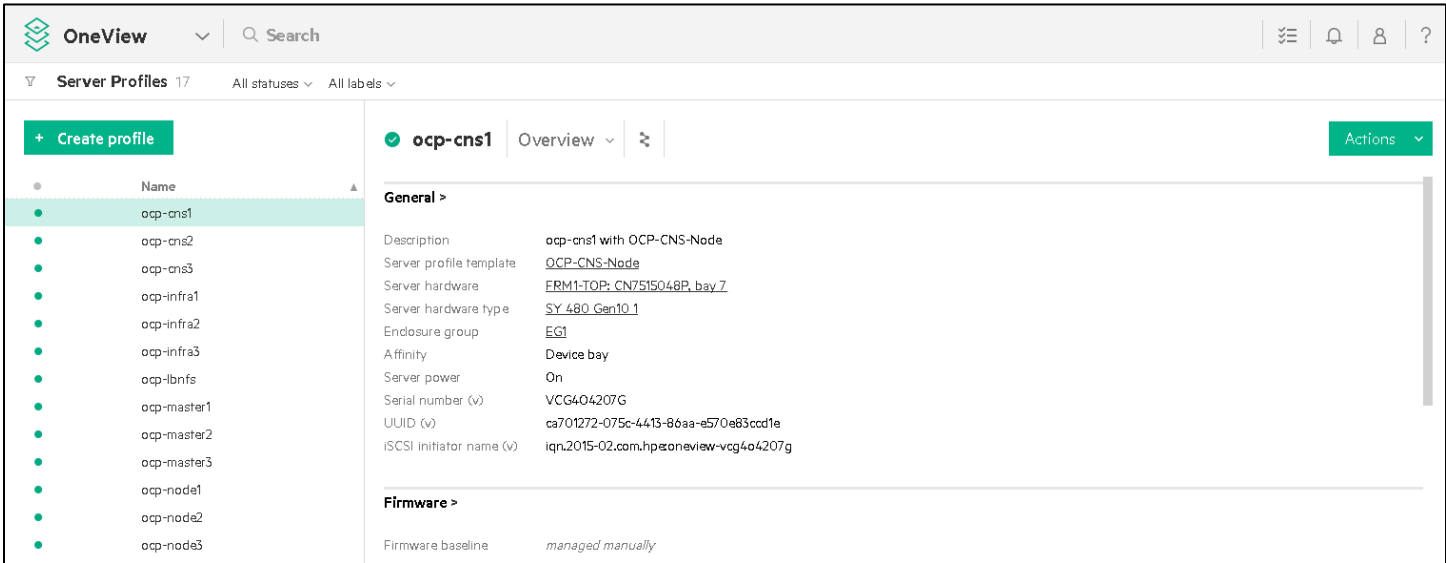 OneView Search ?
Server Profiles 17 All statuses All labels
+ Create profile
ocp-cns1 Overview Actions
Name
ocp-cns1
ocp-cns2
ocp-cns3
ocp-infra1
ocp-infra2
ocp-infra3
ocp-lbnfs
ocp-master1
ocp-master2
ocp-master3
ocp-node1
ocp-node2
ocp-node3
General >
Description ocp-cns1 with OCP-CNS-Node
Server profile template OCP-CNS-Node
Server hardware FRM1-TOP: CN7515048P, bay 7
Server hardware type SY 480 Gen10 1
Enclosure group EG1
Affinity Device bay
Server power On
Serial number (v) VCG4O4207G
UUID (v) ca701272-075c-4413-86aa-e570e83ccd1e
iSCSI initiator name (v) iqn.2015-02.com.hpe:oneview-vcg4o4207g
Firmware >
Firmware baseline managed manually